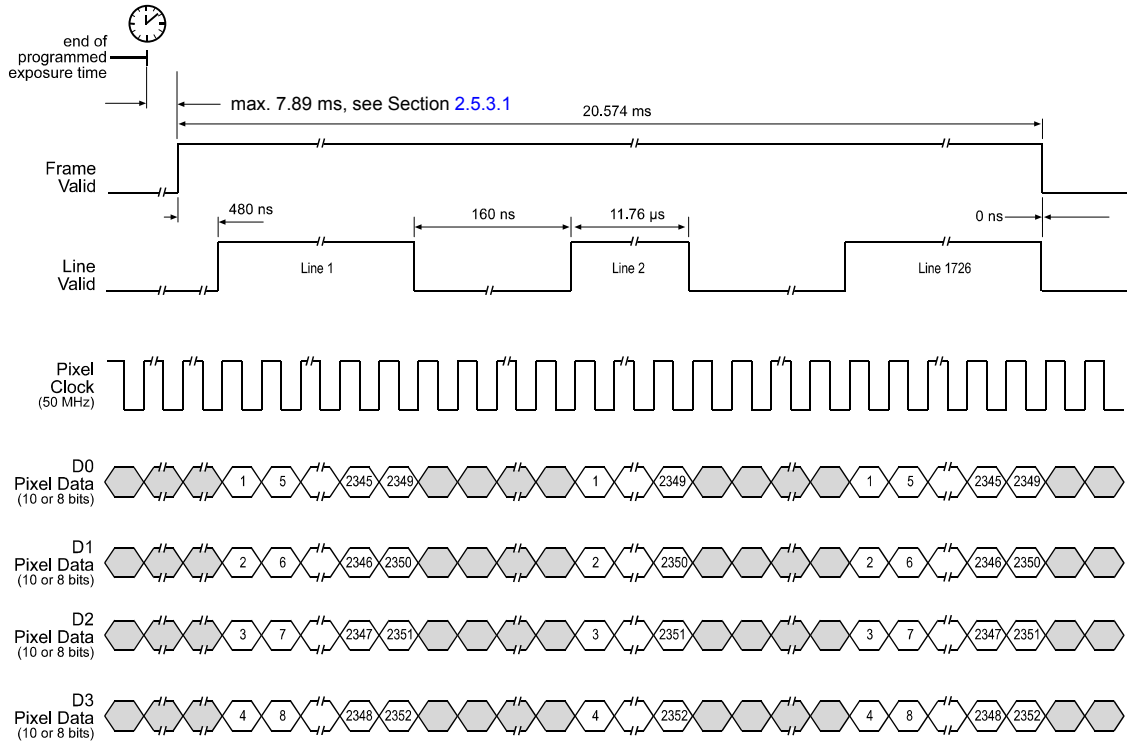 end of
programmed
exposure time
max. 7.89 ms, see Section 2.5.3.1
20.574 ms
Frame
Valid
480 ns
160 ns
11.76 µs
0 ns
Line
Valid
Line 1
Line 2
Line 1726
Pixel
Clock
(50 MHz)
D0
Pixel Data
(10 or 8 bits)
1 5 2345 2349 1 2349 1 5 2345 2349
D1
Pixel Data
(10 or 8 bits)
2 6 2346 2350 2 2350 2 6 2346 2350
D2
Pixel Data
(10 or 8 bits)
3 7 2347 2351 3 2351 3 7 2347 2351
D3
Pixel Data
(10 or 8 bits)
4 8 2348 2352 4 2352 4 8 2348 2352